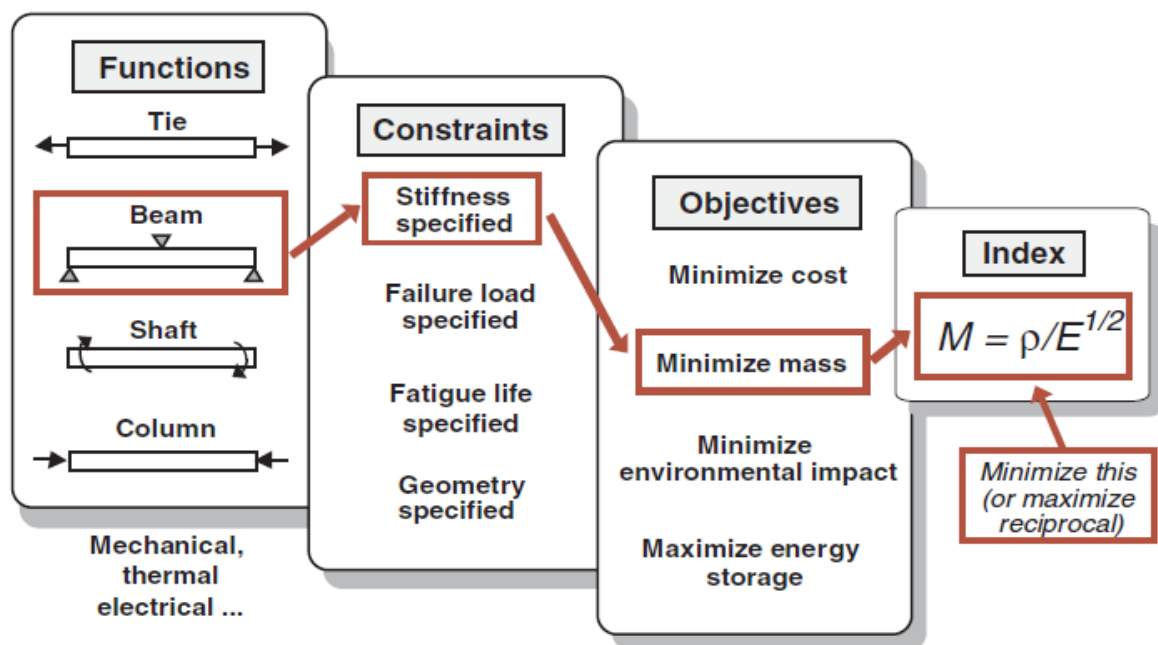 Functions
Tie
Beam
Shaft
Column
Mechanical,
thermal
electrical ...
Constraints
Stiffness
specified
Failure load
specified
Fatigue life
specified
Geometry
specified
Objectives
Minimize cost
Minimize mass
Minimize
environmental impact
Maximize energy
storage
Index
M = ρ/E^1/2
Minimize this
(or maximize
reciprocal)